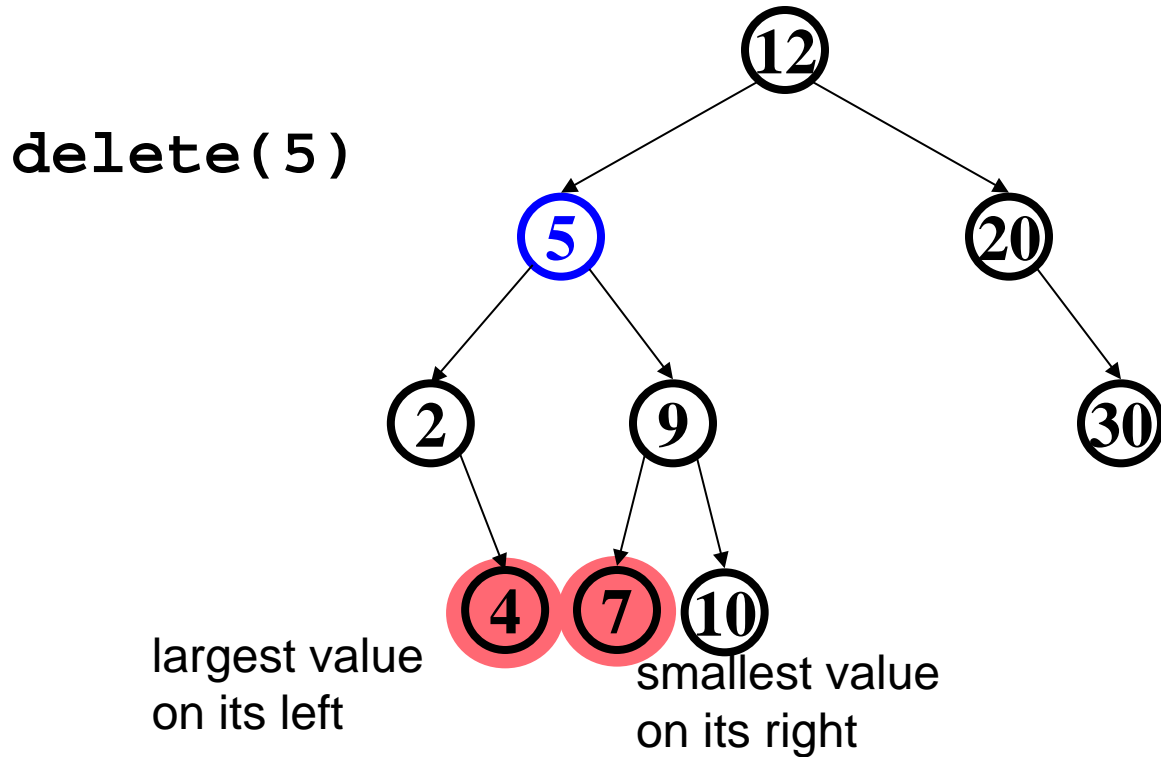 12
delete(5)
5
20
2
9
30
4
7
10
largest value
on its left
smallest value
on its right